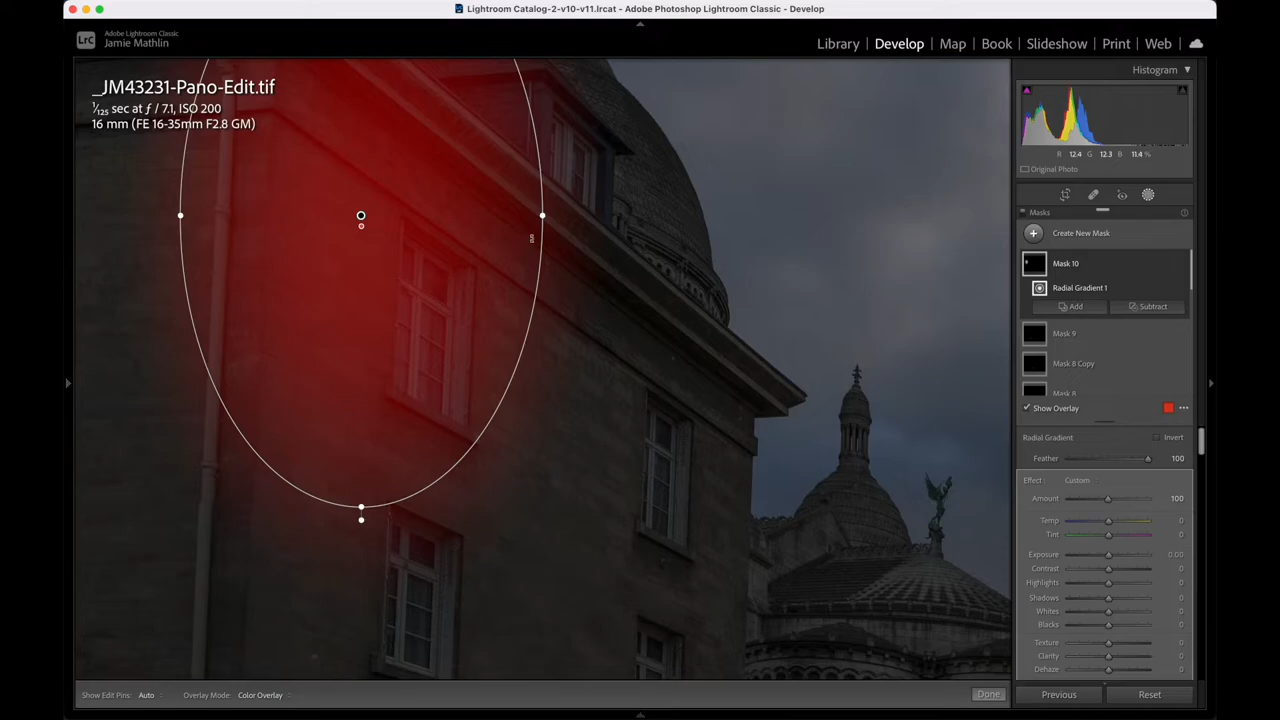 Lightroom Catalog-2-v10-v11.lrcat - Adobe Photoshop Lightroom Classic - Develop
LrC
Adobe Lightroom Classic
Jamie Mathlin
Library
Develop
Map
Book
Slideshow
Print
Web
_JM43231-Pano-Edit.tif
1/125 sec at ƒ / 7.1, ISO 200
16 mm (FE 16-35mm F2.8 GM)
Histogram
R 12.4 G 12.3 B 11.4 %
Original Photo
Masks
Create New Mask
Mask 10
Radial Gradient 1
Add
Subtract
Mask 9
Mask 8 Copy
Mask 8
Show Overlay
Radial Gradient
Invert
Feather 100
Effect : Custom
Amount 100
Temp 0
Tint 0
Exposure 0.00
Contrast 0
Highlights 0
Shadows 0
Whites 0
Blacks 0
Texture 0
Clarity 0
Dehaze 0
Show Edit Pins: Auto
Overlay Mode: Color Overlay
Done
Previous
Reset